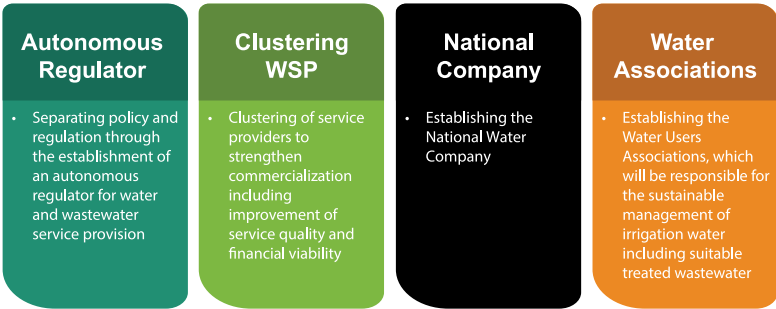 Autonomous
Regulator
• Separating policy and
regulation through
the establishment of
an autonomous
regulator for water
and wastewater
service provision
Clustering
WSP
• Clustering of service
providers to
strengthen
commercialization
including
improvement of
service quality and
financial viability
National
Company
• Establishing the
National Water
Company
Water
Associations
• Establishing the
Water Users
Associations, which
will be responsible for
the sustainable
management of
irrigation water
including suitable
treated wastewater